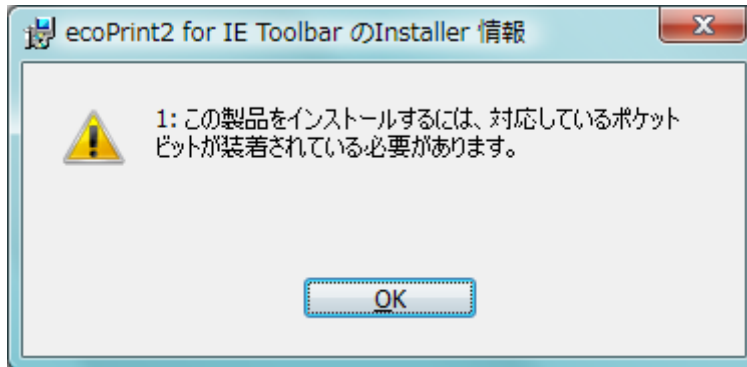 ecoPrint2 for IE Toolbar のInstaller 情報
1: この製品をインストールするには、対応しているポケット
ビットが装着されている必要があります。
OK